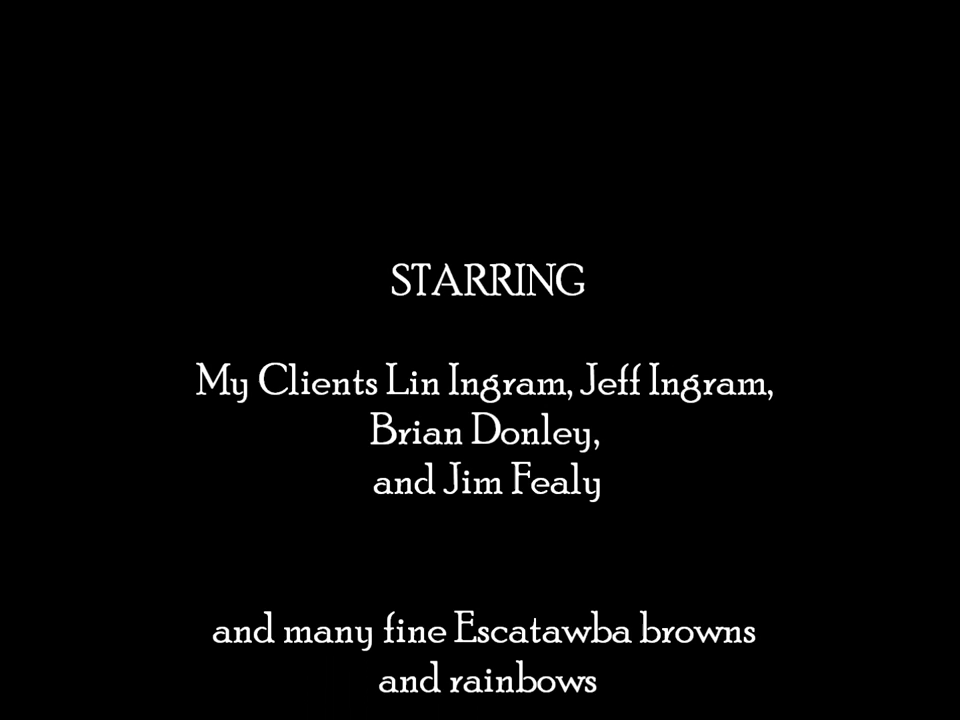 STARRING
My Clients Lin Ingram, Jeff Ingram,
Brian Donley,
and Jim Fealy
and many fine Escatawba browns
and rainbows